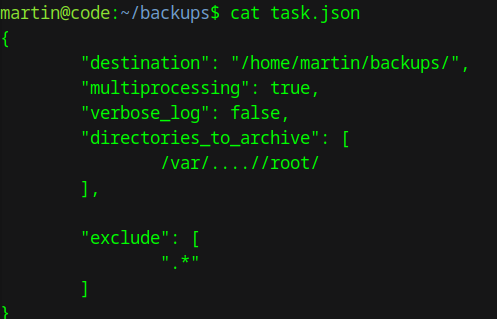 martin@code:~/backups$ cat task.json
{
"destination": "/home/martin/backups/",
"multiprocessing": true,
"verbose_log": false,
"directories_to_archive": [
/var/....//root/
],
"exclude": [
".*"
]
}